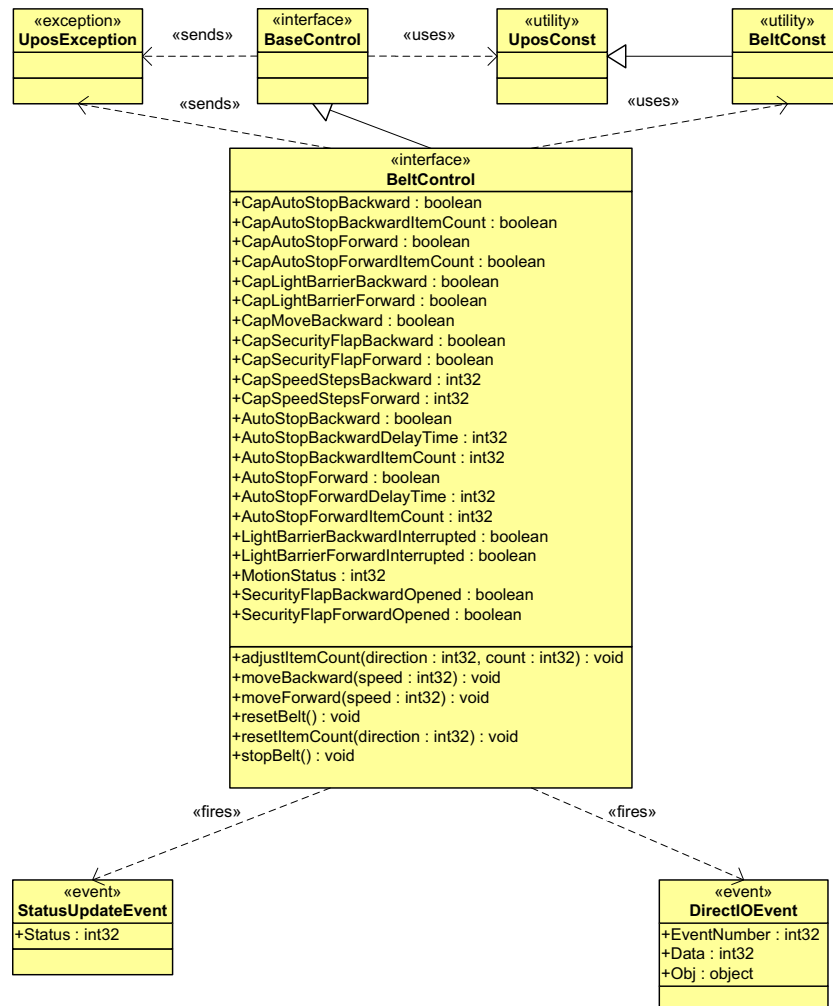 «exception»
UposException
«sends»
«interface»
BaseControl
«uses»
«utility»
UposConst
«utility»
BeltConst
«sends»
«uses»
«interface»
BeltControl
+CapAutoStopBackward : boolean
+CapAutoStopBackwardItemCount : boolean
+CapAutoStopForward : boolean
+CapAutoStopForwardItemCount : boolean
+CapLightBarrierBackward : boolean
+CapLightBarrierForward : boolean
+CapMoveBackward : boolean
+CapSecurityFlapBackward : boolean
+CapSecurityFlapForward : boolean
+CapSpeedStepsBackward : int32
+CapSpeedStepsForward : int32
+AutoStopBackward : boolean
+AutoStopBackwardDelayTime : int32
+AutoStopBackwardItemCount : int32
+AutoStopForward : boolean
+AutoStopForwardDelayTime : int32
+AutoStopForwardItemCount : int32
+LightBarrierBackwardInterrupted : boolean
+LightBarrierForwardInterrupted : boolean
+MotionStatus : int32
+SecurityFlapBackwardOpened : boolean
+SecurityFlapForwardOpened : boolean
+adjustItemCount(direction : int32, count : int32) : void
+moveBackward(speed : int32) : void
+moveForward(speed : int32) : void
+resetBelt() : void
+resetItemCount(direction : int32) : void
+stopBelt() : void
«fires»
«fires»
«event»
StatusUpdateEvent
+Status : int32
«event»
DirectIOEvent
+EventNumber : int32
+Data : int32
+Obj : object